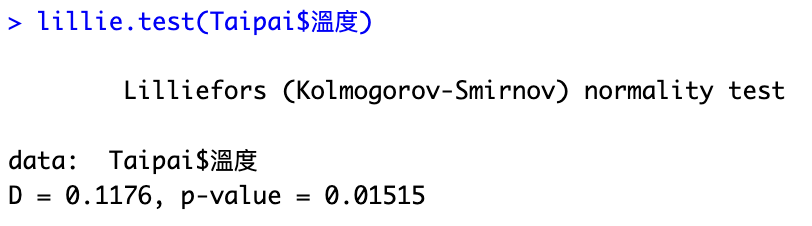 > lillie.test(Taipai$溫度)
Lilliefors (Kolmogorov-Smirnov) normality test
data:  Taipai$溫度
D = 0.1176, p-value = 0.01515